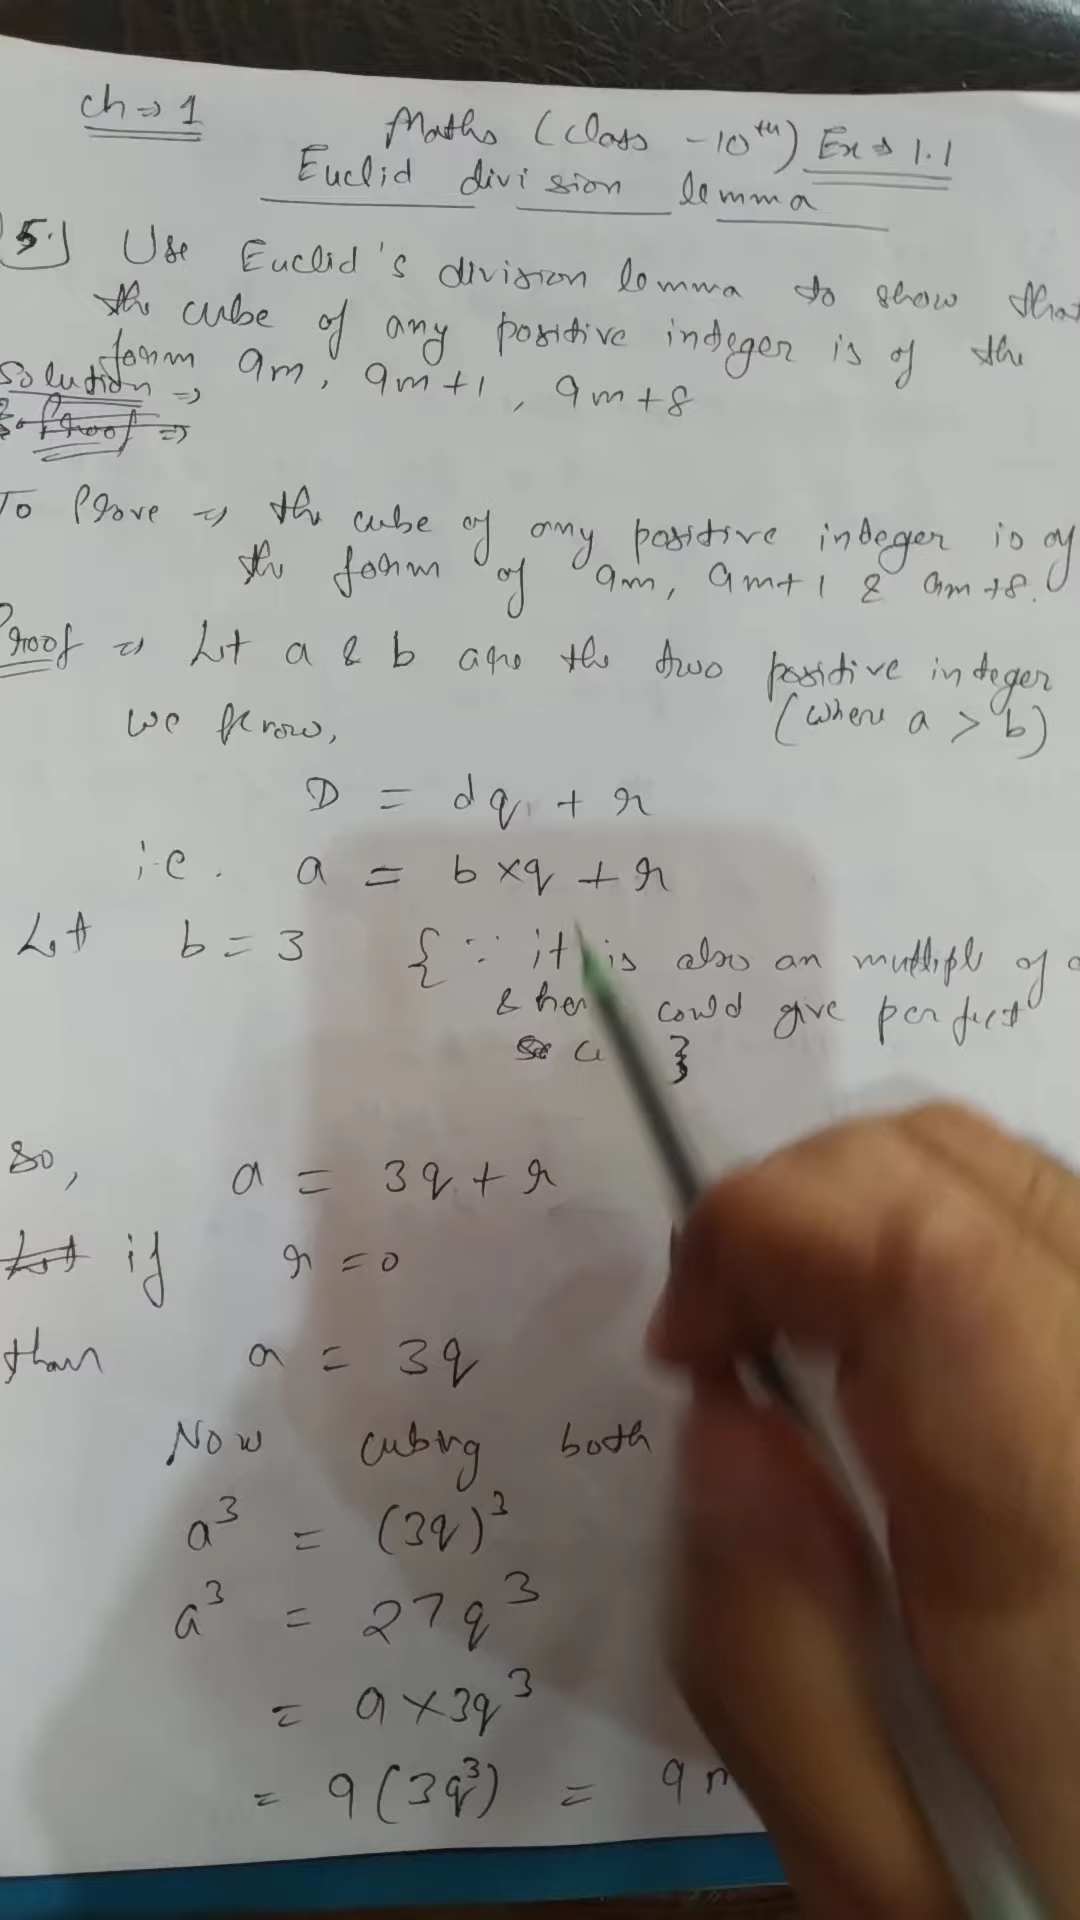 ch ⇒ 1 Maths (Class - 10th) Ex ⇒ 1.1
Euclid division lemma
5.) Use Euclid's division lemma to show that
the cube of any positive integer is of the
form 9m, 9m+1, 9m+8
Solution ⇒
Proof ⇒
To Prove ⇒ the cube of any positive integer is of
the form of 9m, 9m+1 & 9m+8.
Proof ⇒ Let a & b are the two positive integer
we know, (where a > b)
D = dq + r
i.e. a = b×q + r
Let b = 3 { ∵ it is also an multiple of
& could give perfect
}
So, a = 3q + r
Let if r = 0
than a = 3q
Now cubing both
a³ = (3q)³
a³ = 27q³
= 9×3q³
= 9(3q³) = 9